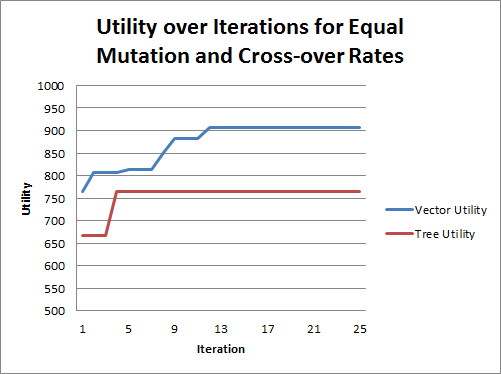 Utility over Iterations for Equal
Mutation and Cross-over Rates
1000
950
900
850
800
750
700
650
600
550
500
Utility
1 5 9 13 17 21 25
Iteration
Vector Utility
Tree Utility